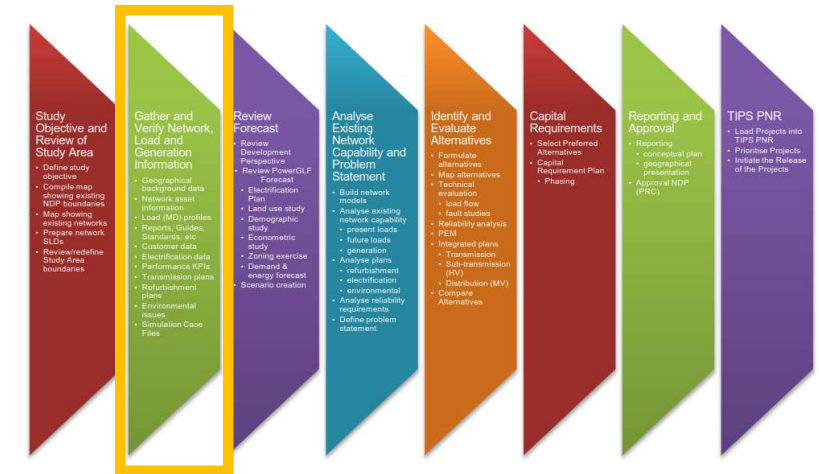 Study
Objective and
Review of
Study Area
• Define study
objective
• Compile map
showing existing
NDP boundaries
• Map showing
existing networks
• Prepare network
SLDs
• Review/redefine
Study Area
boundaries
Gather and
Verify Network,
Load and
Generation
Information
• Geographical
background data
• Network asset
information
• Load (MD) profiles
• Reports, Guides,
Standards, etc
• Customer data
• Electrification data
• Performance KPIs
• Transmission plans
• Refurbishment
plans
• Environmental
issues
• Simulation Case
Files
Review
Forecast
• Review
Development
Perspective
• Review PowerGLF
Forecast
• Electrification
Plan
• Land use study
• Demographic
study
• Econometric
study
• Zoning exercise
• Demand &
energy forecast
• Scenario creation
Analyse
Existing
Network
Capability and
Problem
Statement
• Build network
models
• Analyse existing
network capability
• present loads
• future loads
• generation
• Analyse plans
• refurbishment
• electrification
• environmental
• Analyse reliability
requirements
• Define problem
statement
Identify and
Evaluate
Alternatives
• Formulate
alternatives
• Map alternatives
• Technical
evaluation
• load flow
• fault studies
• Reliability analysis
• PEM
• Integrated plans
• Transmission
• Sub-transmission
(HV)
• Distribution (MV)
• Compare
Alternatives
Capital
Requirements
• Select Preferred
Alternatives
• Capital
Requirement Plan
• Phasing
Reporting and
Approval
• Reporting
• conceptual plan
• geographical
presentation
• Approval NDP
(PRC)
TIPS PNR
• Load Projects into
TIPS PNR
• Prioritise Projects
• Initiate the Release
of the Projects